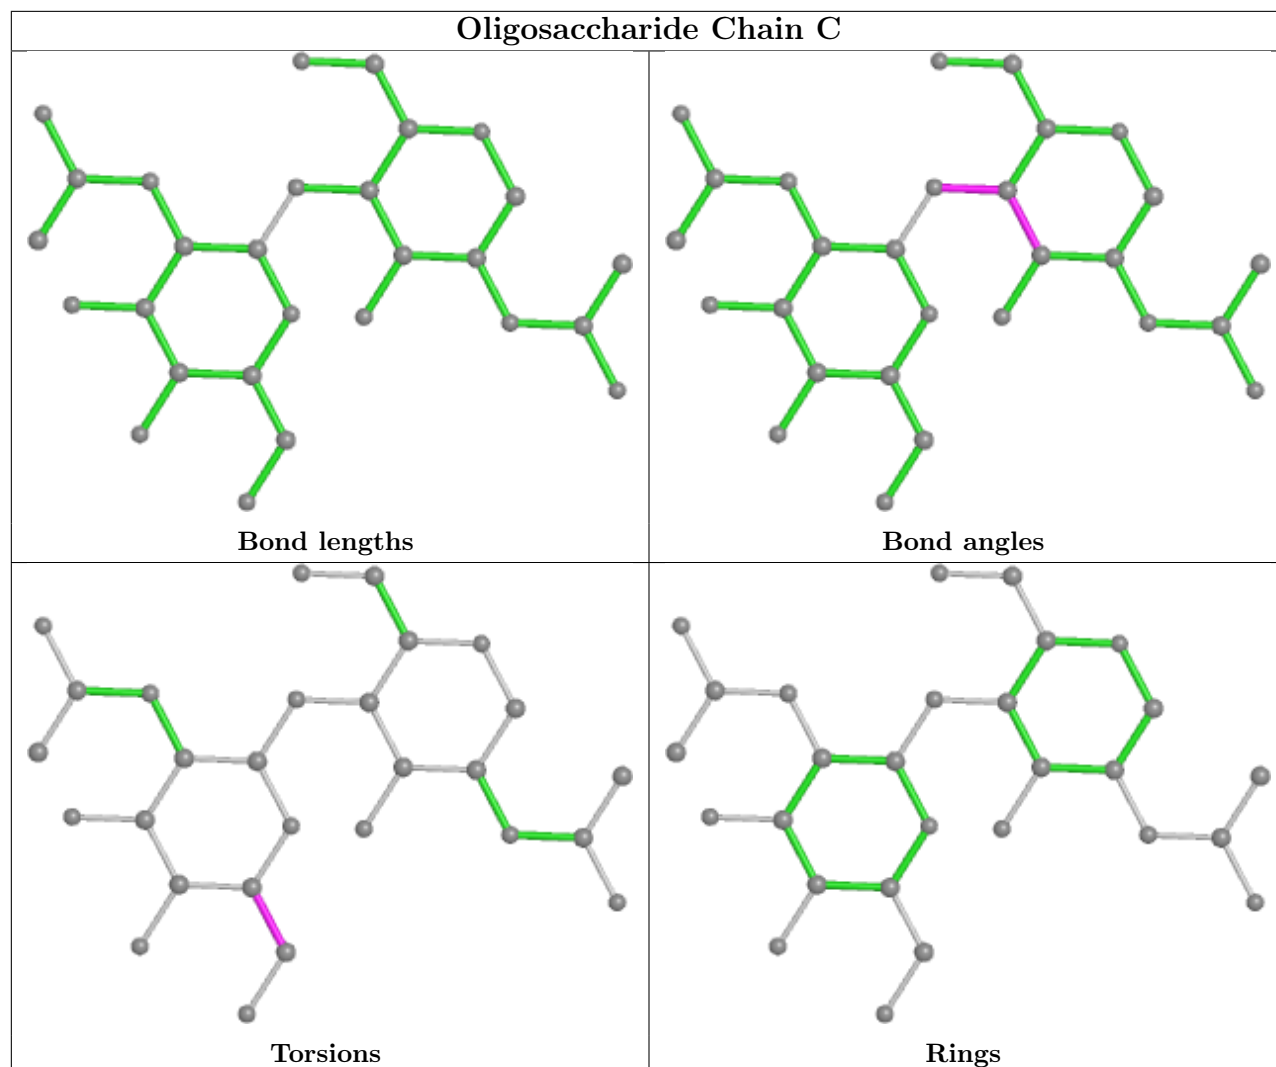 Oligosaccharide Chain C
Bond lengths
Bond angles
Torsions
Rings